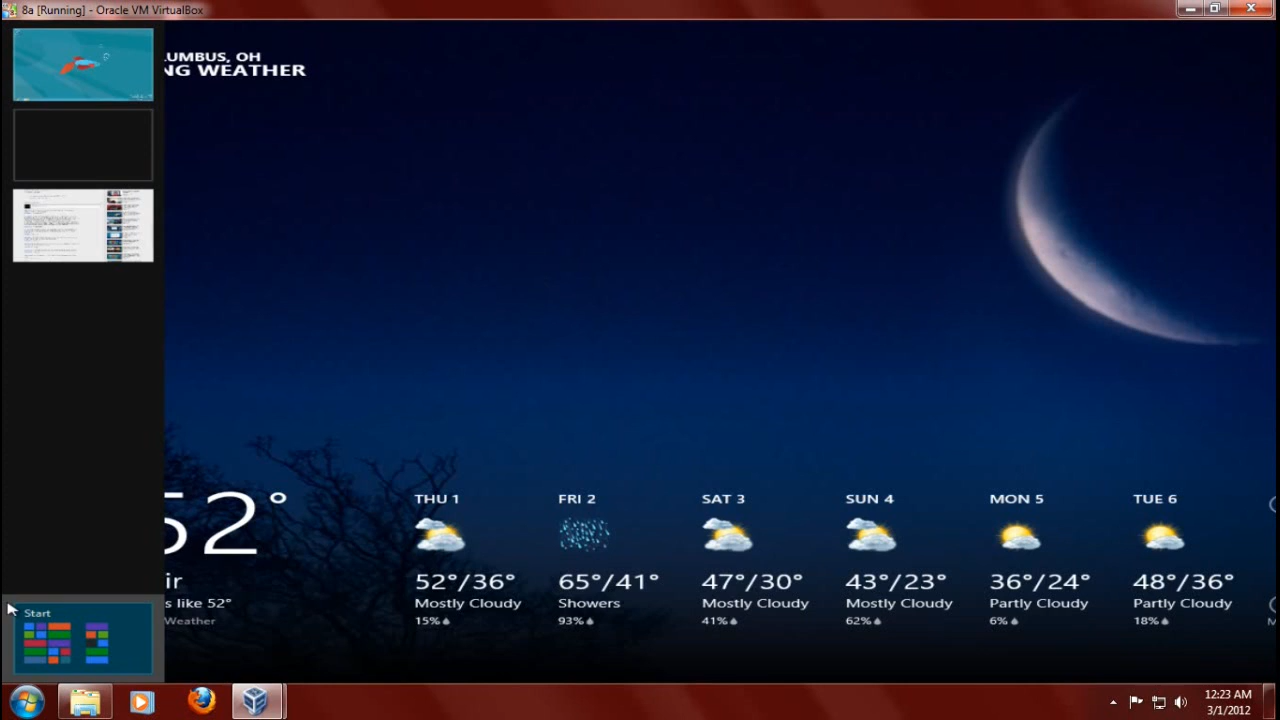 8a [Running] - Oracle VM VirtualBox
LUMBUS, OH
NG WEATHER
52°
ir
s like 52°
Weather
THU 1
52°/36°
Mostly Cloudy
15%
FRI 2
65°/41°
Showers
93%
SAT 3
47°/30°
Mostly Cloudy
41%
SUN 4
43°/23°
Mostly Cloudy
62%
MON 5
36°/24°
Partly Cloudy
6%
TUE 6
48°/36°
Partly Cloudy
18%
Start
12:23 AM
3/1/2012